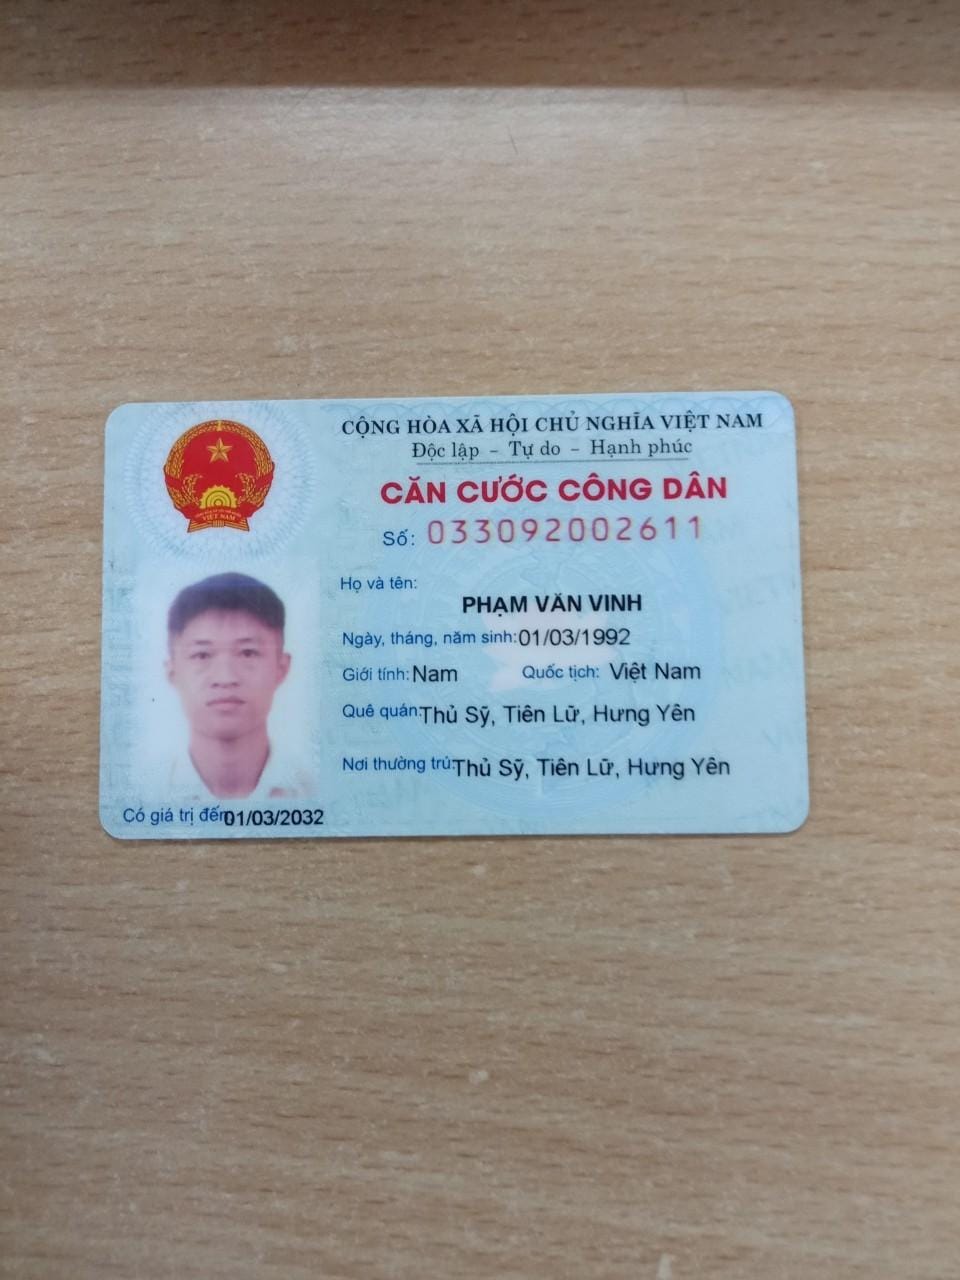 CỘNG HÒA XÃ HỘI CHỦ NGHĨA VIỆT NAM
Độc lập - Tự do - Hạnh phúc
CĂN CƯỚC CÔNG DÂN
Số: 033092002611
Họ và tên:
PHẠM VĂN VINH
Ngày, tháng, năm sinh: 01/03/1992
Giới tính: Nam Quốc tịch: Việt Nam
Quê quán: Thủ Sỹ, Tiên Lữ, Hưng Yên
Nơi thường trú: Thủ Sỹ, Tiên Lữ, Hưng Yên
Có giá trị đến 01/03/2032
VIỆT NAM